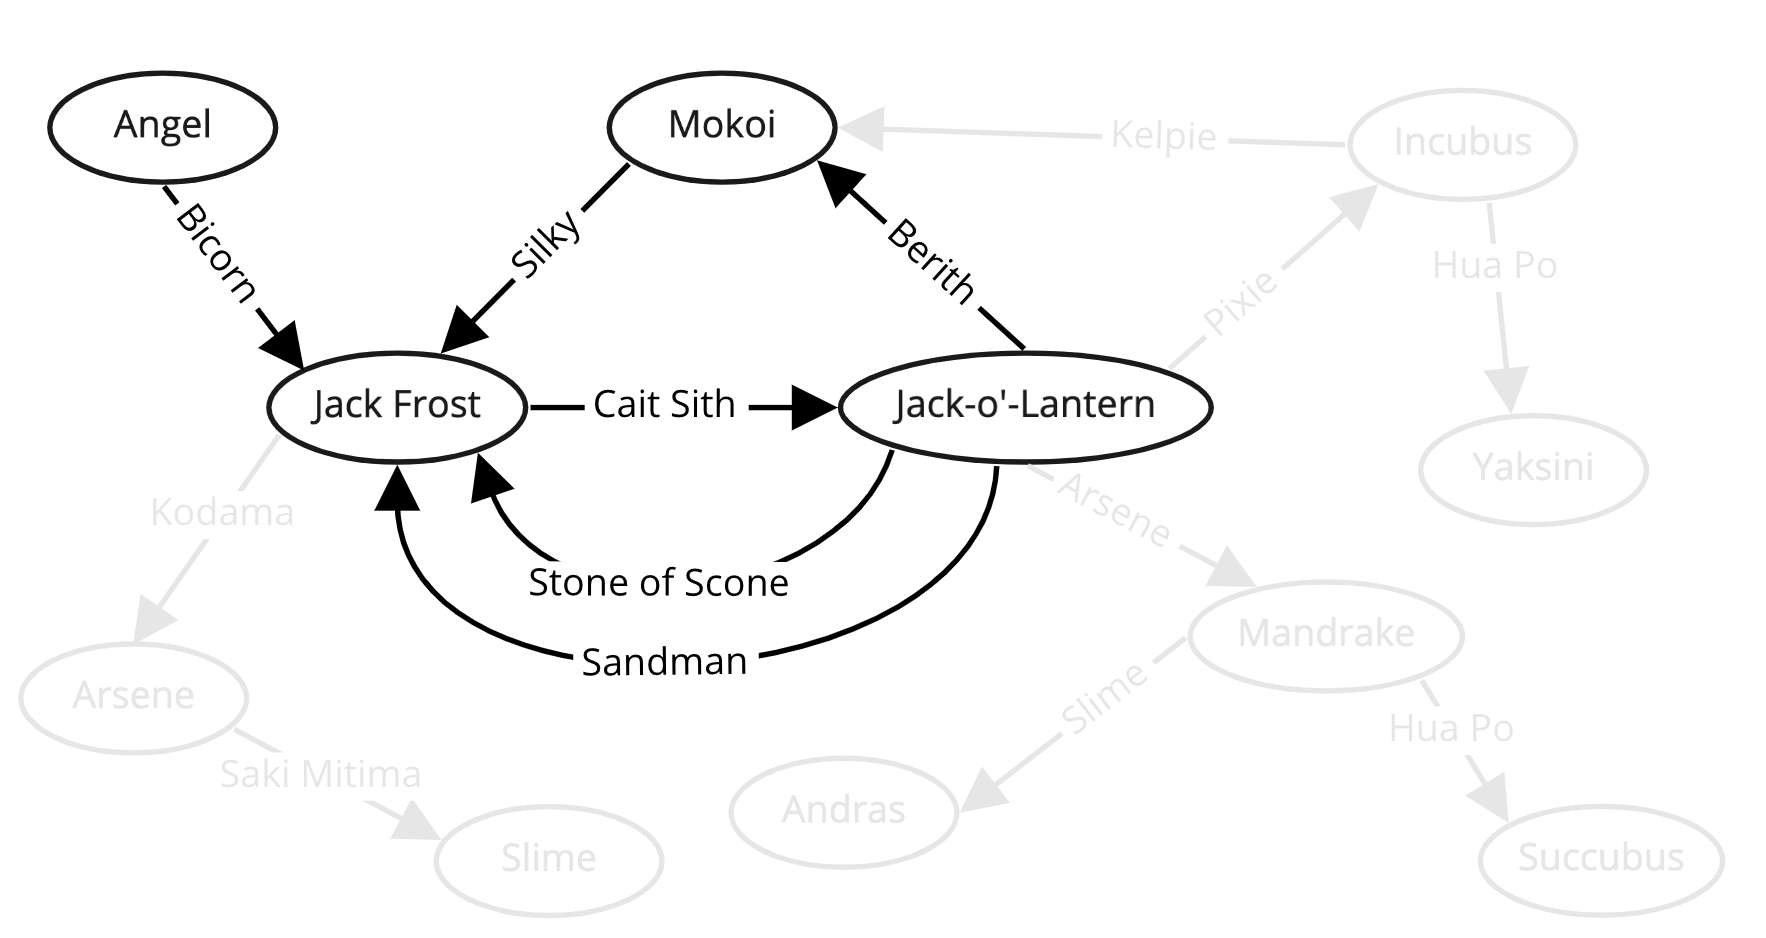 Angel
Mokoi
Incubus
Kelpie
Bicorn
Silky
Berith
Pixie
Hua Po
Jack Frost
Cait Sith
Jack-o'-Lantern
Yaksini
Kodama
Arsene
Stone of Scone
Sandman
Mandrake
Arsene
Slime
Hua Po
Saki Mitima
Andras
Slime
Succubus